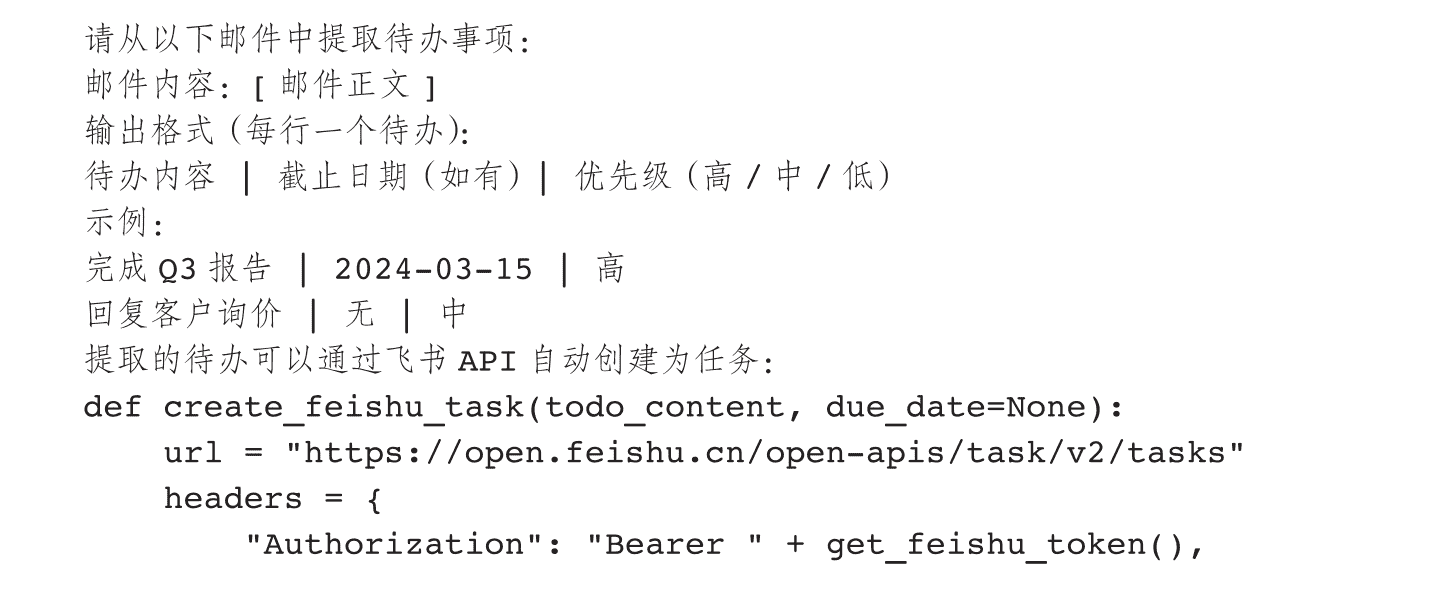 请从以下邮件中提取待办事项:
邮件内容: [ 邮件正文 ]
输出格式 (每行一个待办):
待办内容 | 截止日期 (如有) | 优先级 (高 / 中 / 低)
示例:
完成 Q3 报告 | 2024-03-15 | 高
回复客户询价 | 无 | 中
提取的待办可以通过飞书 API 自动创建为任务:
def create_feishu_task(todo_content, due_date=None):
    url = "https://open.feishu.cn/open-apis/task/v2/tasks"
    headers = {
        "Authorization": "Bearer " + get_feishu_token(),